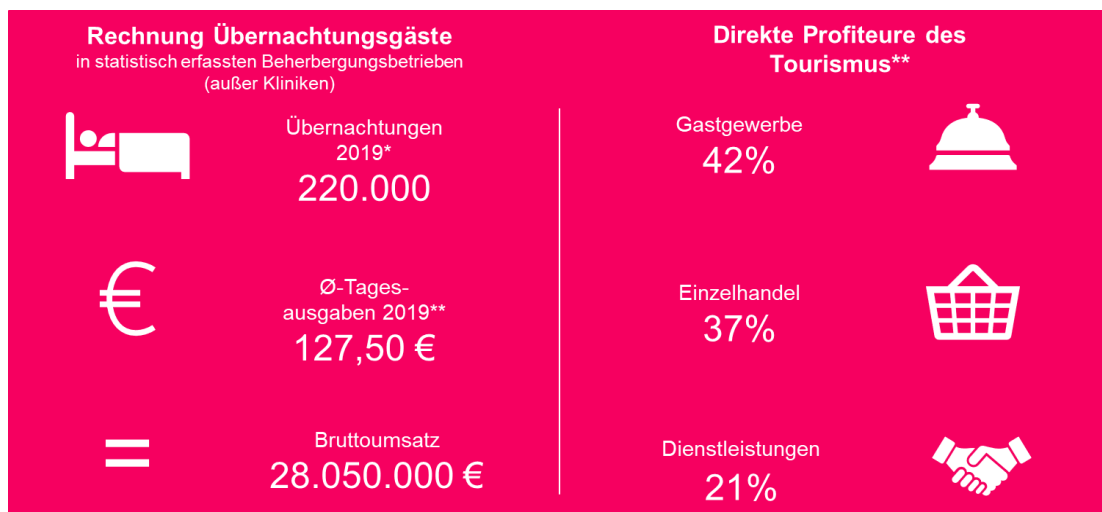 Rechnung Übernachtungsgäste
in statistisch erfassten Beherbergungsbetrieben
(außer Kliniken)
Übernachtungen
2019*
220.000
€
Ø-Tages-
ausgaben 2019**
127,50 €
=
Bruttoumsatz
28.050.000 €
Direkte Profiteure des
Tourismus**
Gastgewerbe
42%
Einzelhandel
37%
Dienstleistungen
21%